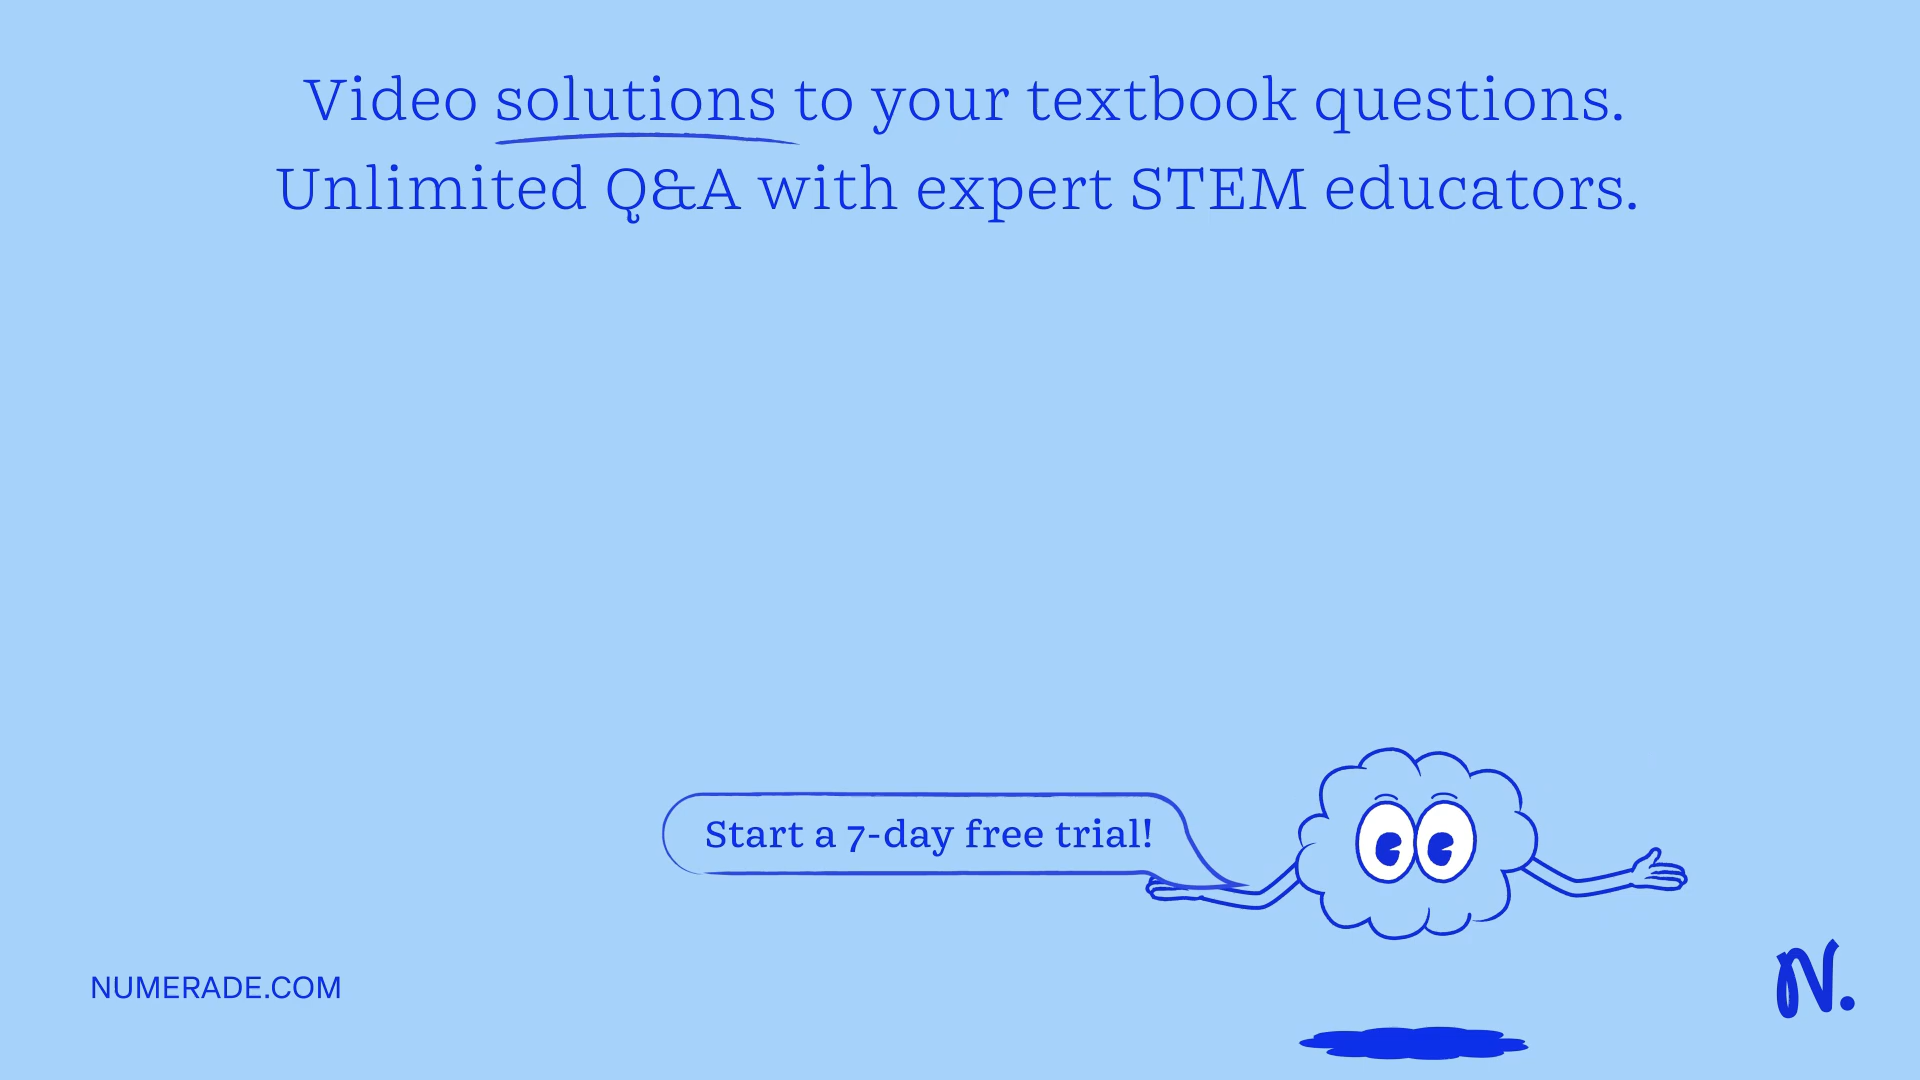 Video solutions to your textbook questions.
Unlimited Q&A with expert STEM educators.
Start a 7-day free trial!
NUMERADE.COM
N.